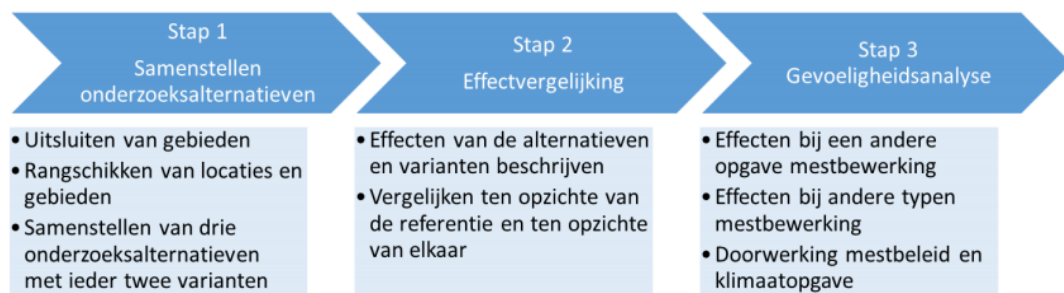 Stap 1
Samenstellen
onderzoeksalternatieven
• Uitsluiten van gebieden
• Rangschikken van locaties en
gebieden
• Samenstellen van drie
onderzoeksalternatieven
met ieder twee varianten
Stap 2
Effectvergelijking
• Effecten van de alternatieven
en varianten beschrijven
• Vergelijken ten opzichte van
de referentie en ten opzichte
van elkaar
Stap 3
Gevoeligheidsanalyse
• Effecten bij een andere
opgave mestbewerking
• Effecten bij andere typen
mestbewerking
• Doorwerking mestbeleid en
klimaatopgave